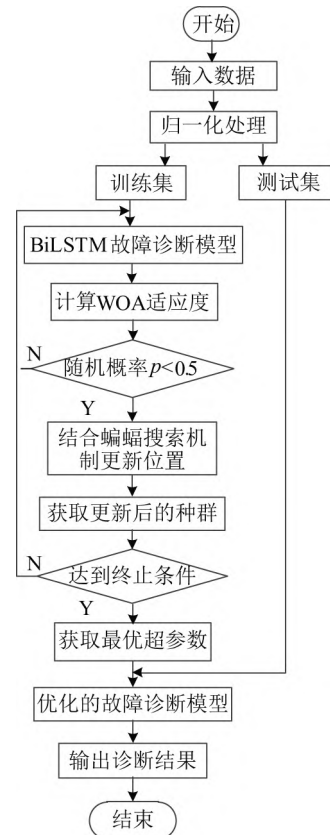 开始
输入数据
归一化处理
训练集
测试集
BiLSTM故障诊断模型
计算WOA适应度
N
随机概率p<0.5
Y
结合蝙蝠搜索机
制更新位置
获取更新后的种群
N
达到终止条件
Y
获取最优超参数
优化的故障诊断模型
输出诊断结果
结束